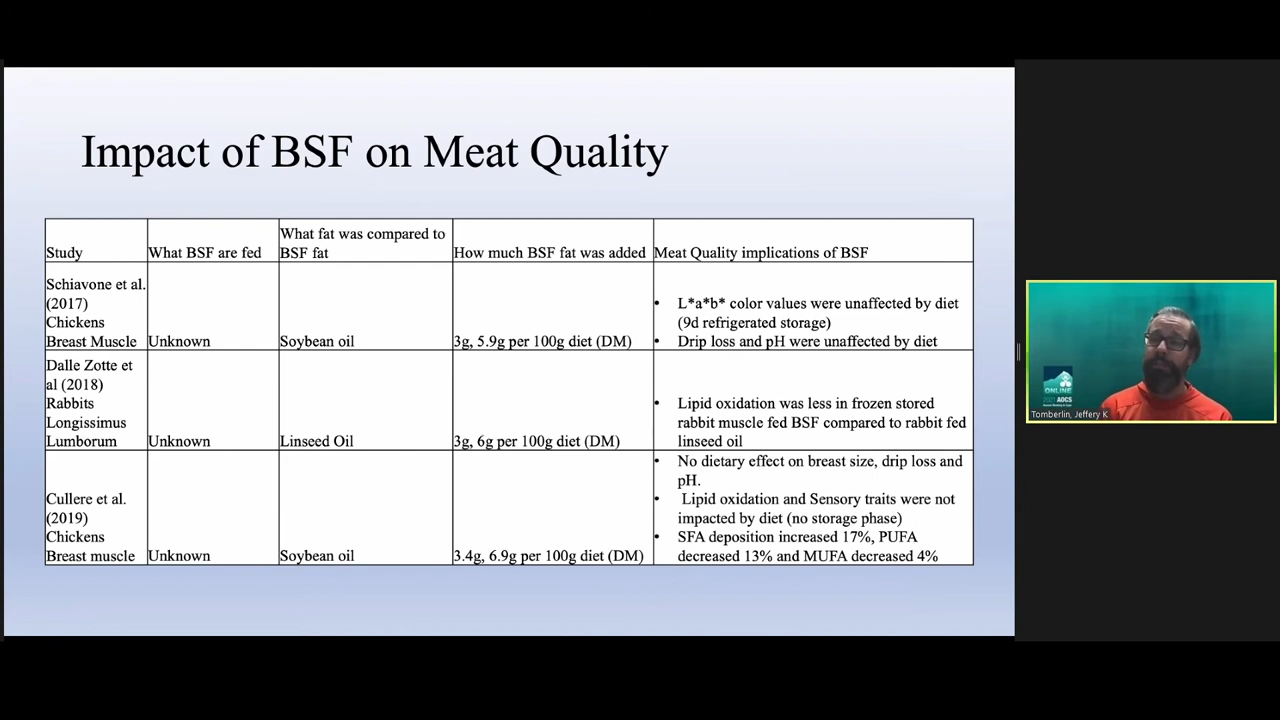 Impact of BSF on Meat Quality
Study
What BSF are fed
What fat was compared to
BSF fat
How much BSF fat was added
Meat Quality implications of BSF
Schiavone et al.
(2017)
Chickens
Breast Muscle
Unknown
Soybean oil
3g, 5.9g per 100g diet (DM)
• L*a*b* color values were unaffected by diet
(9d refrigerated storage)
• Drip loss and pH were unaffected by diet
Dalle Zotte et
al (2018)
Rabbits
Longissimus
Lumborum
Unknown
Linseed Oil
3g, 6g per 100g diet (DM)
• Lipid oxidation was less in frozen stored
rabbit muscle fed BSF compared to rabbit fed
linseed oil
Cullere et al.
(2019)
Chickens
Breast muscle
Unknown
Soybean oil
3.4g, 6.9g per 100g diet (DM)
• No dietary effect on breast size, drip loss and
pH.
• Lipid oxidation and Sensory traits were not
impacted by diet (no storage phase)
• SFA deposition increased 17%, PUFA
decreased 13% and MUFA decreased 4%
ONLINE
2021 AOCS
Tomberlin, Jeffery K